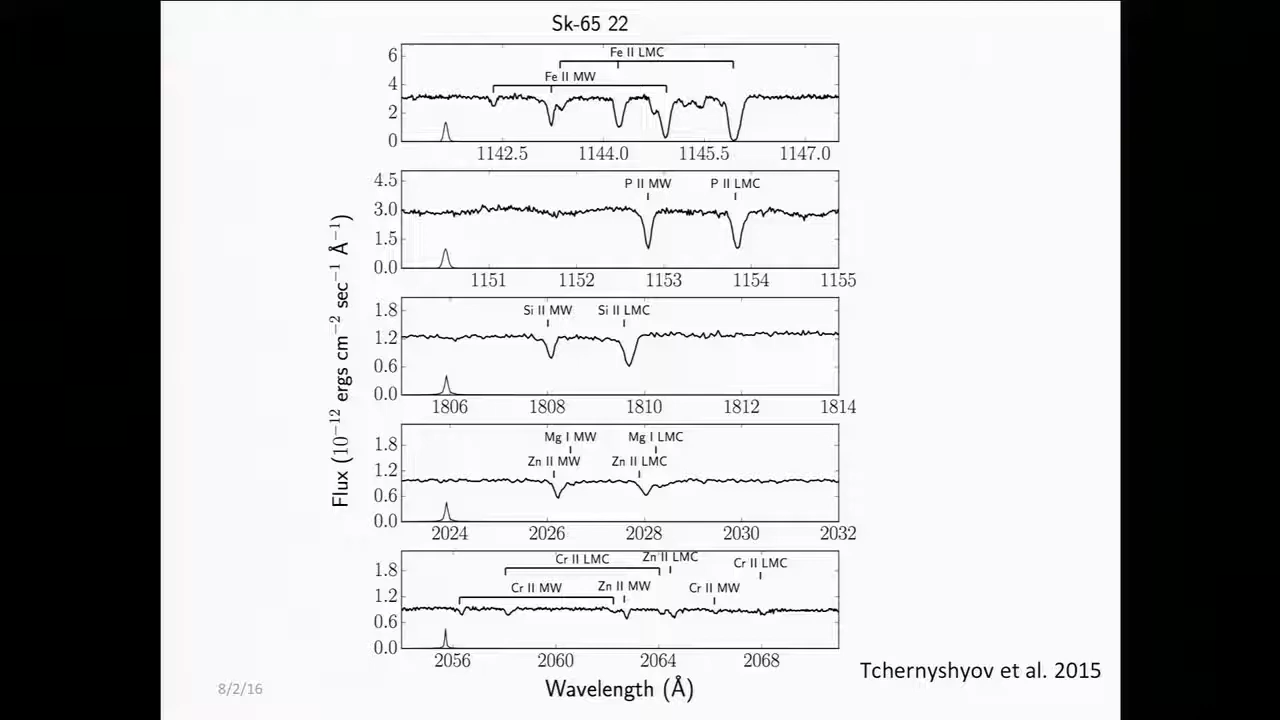 Sk-65 22
Fe II LMC
Fe II MW
6
4
2
0
1142.5 1144.0 1145.5 1147.0
P II MW P II LMC
4.5
3.0
1.5
0.0
1151 1152 1153 1154 1155
Si II MW Si II LMC
1.8
1.2
0.6
0.0
1806 1808 1810 1812 1814
Mg I MW Mg I LMC
Zn II MW Zn II LMC
1.8
1.2
0.6
0.0
2024 2026 2028 2030 2032
Cr II LMC Zn II LMC Cr II LMC
Cr II MW Zn II MW Cr II MW
1.8
1.2
0.6
0.0
2056 2060 2064 2068
Flux (10⁻¹² ergs cm⁻² sec⁻¹ Å⁻¹)
Wavelength (Å)
Tchernyshyov et al. 2015
8/2/16